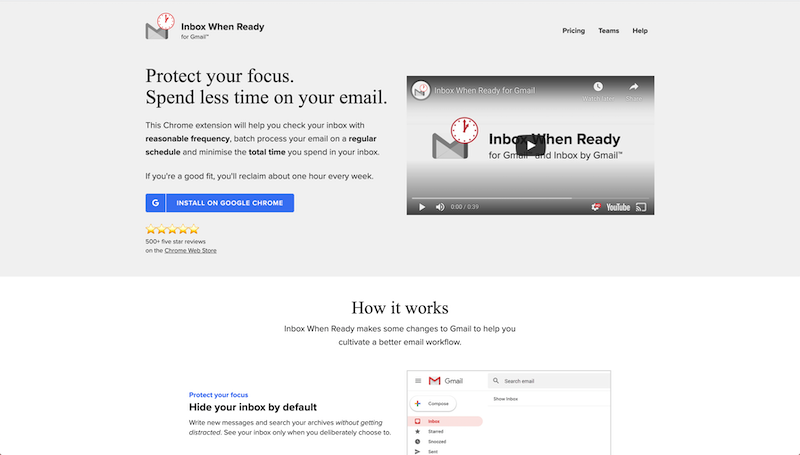 Inbox When Ready
for Gmail™
Pricing
Teams
Help
Protect your focus.
Spend less time on your email.
This Chrome extension will help you check your inbox with
reasonable frequency, batch process your email on a regular
schedule and minimise the total time you spend in your inbox.
If you're a good fit, you'll reclaim about one hour every week.
G
INSTALL ON GOOGLE CHROME
500+ five star reviews
on the Chrome Web Store
Inbox When Ready for Gmail
Watch later
Share
Inbox When Ready
for Gmail™ and Inbox by Gmail™
0:00 / 0:39
YouTube
How it works
Inbox When Ready makes some changes to Gmail to help you
cultivate a better email workflow.
Protect your focus
Hide your inbox by default
Write new messages and search your archives without getting
distracted. See your inbox only when you deliberately choose to.
Gmail
Search email
Compose
Show Inbox
Inbox
Starred
Snoozed
Sent